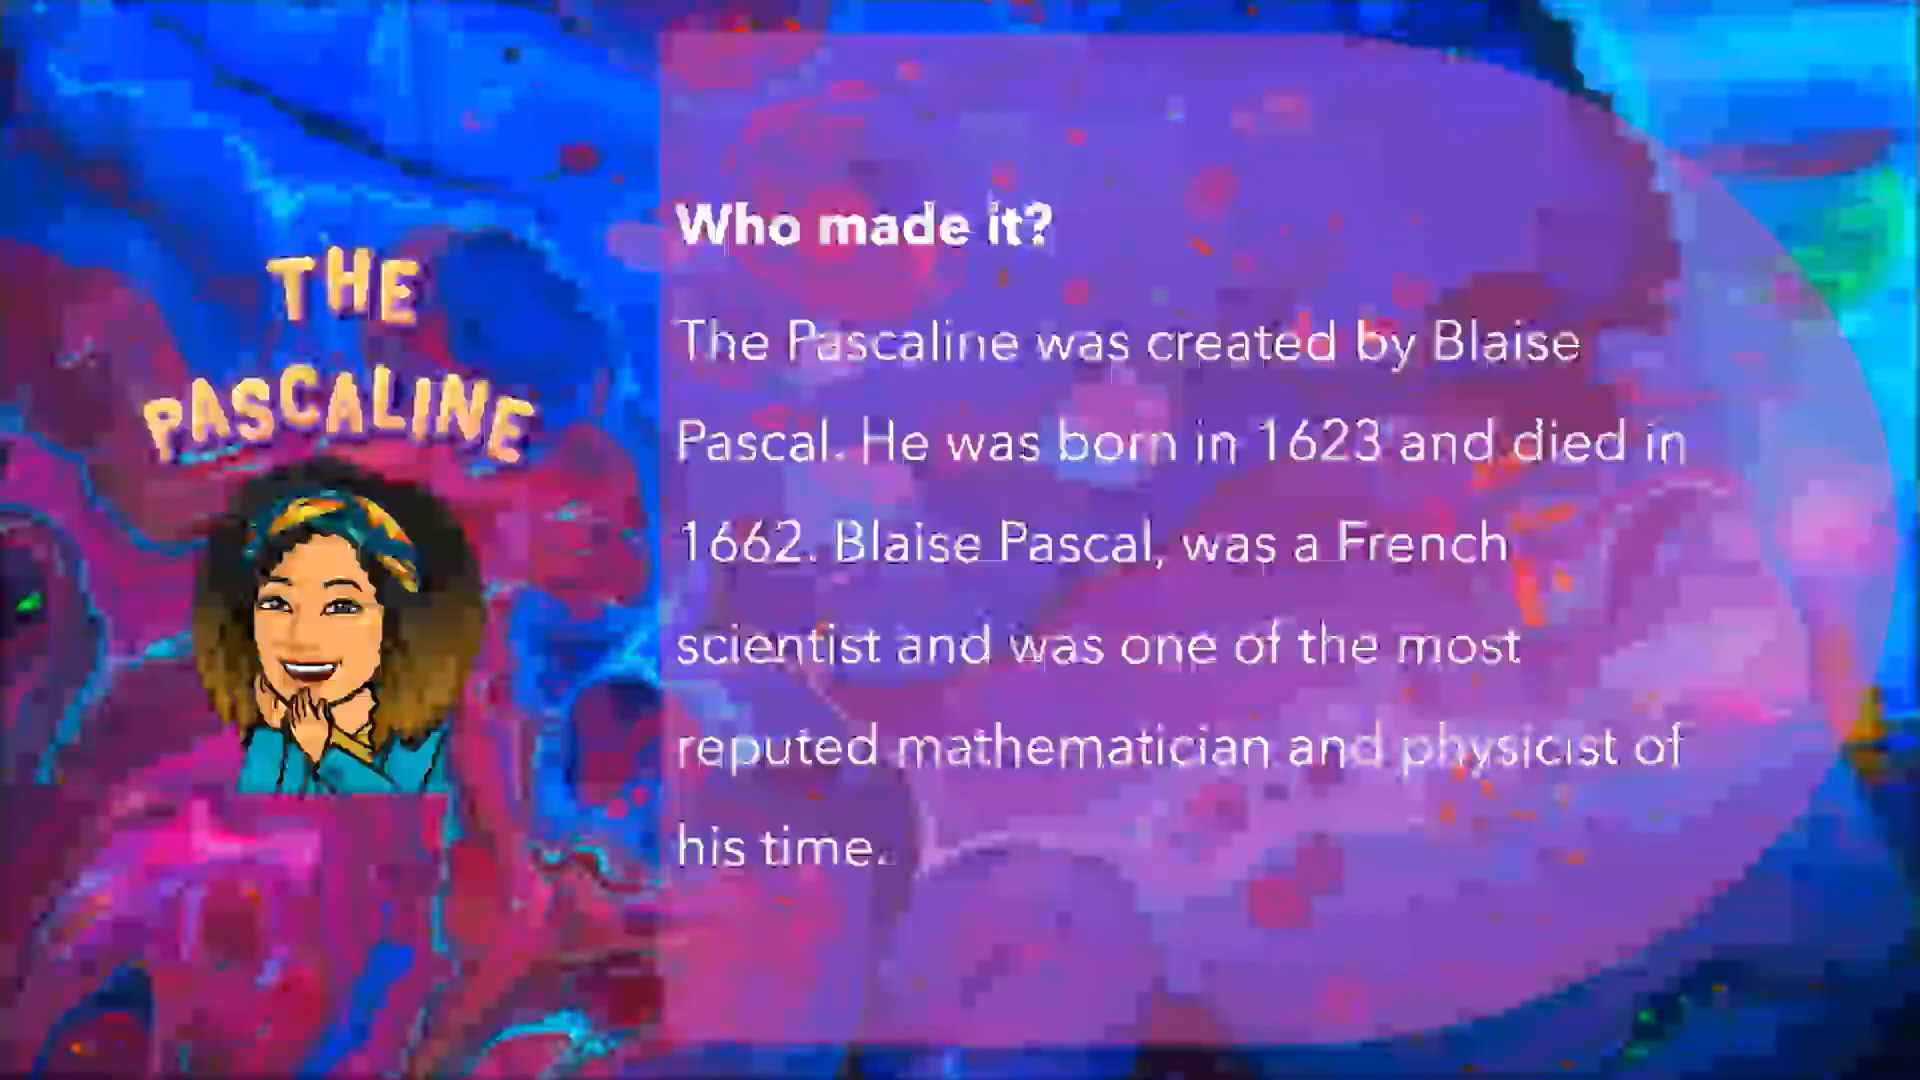 THE
PASCALINE
Who made it?
The Pascaline was created by Blaise
Pascal. He was born in 1623 and died in
1662. Blaise Pascal, was a French
scientist and was one of the most
reputed mathematician and physicist of
his time.